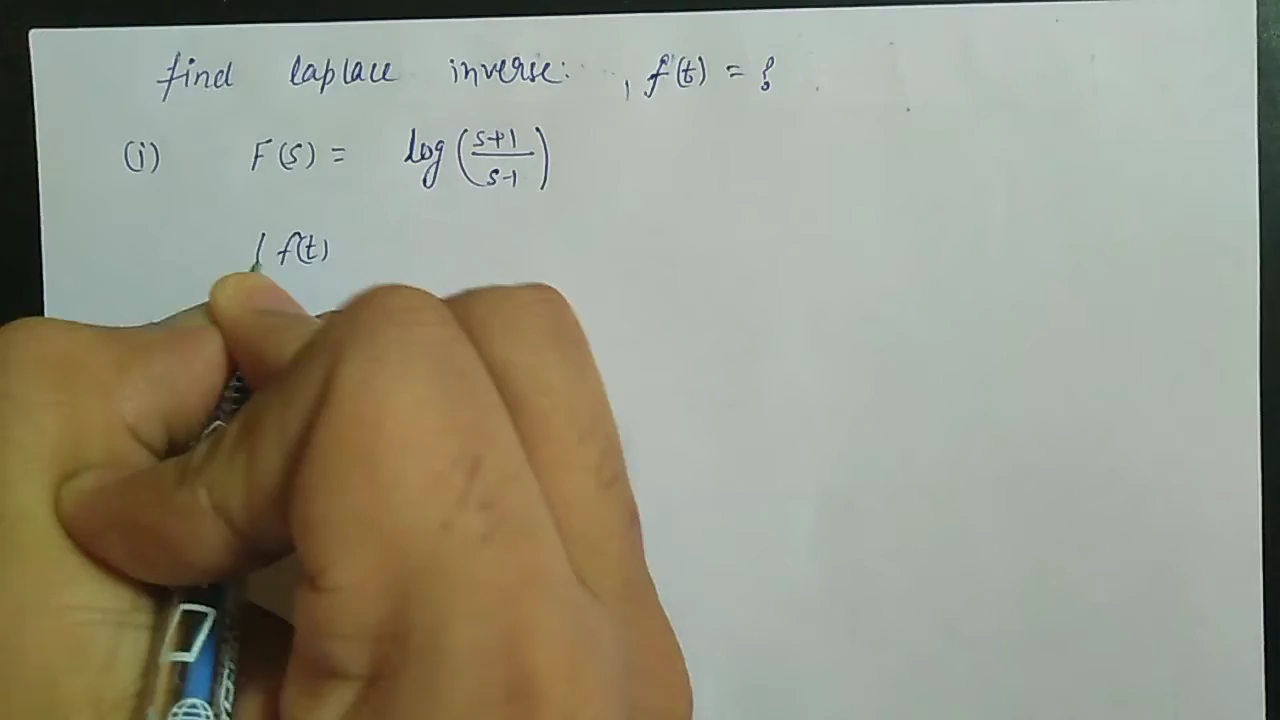 find laplace inverse: , f(t) = ?
(i) F(s) = log (s+1/s-1)
f(t)